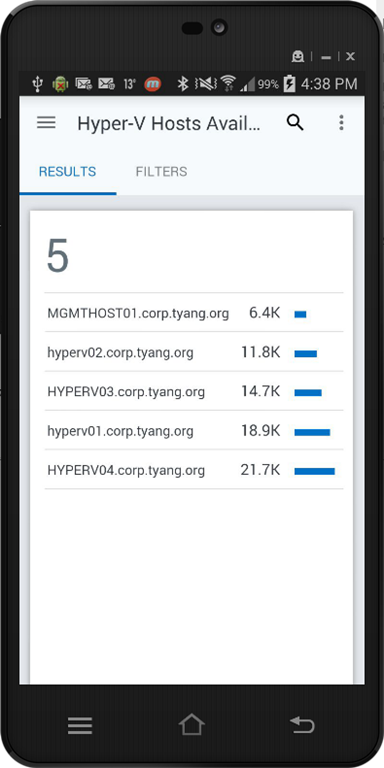 13°
99%
4:38 PM
Hyper-V Hosts Avail...
RESULTS
FILTERS
5
MGMTHOST01.corp.tyang.org 6.4K
hyperv02.corp.tyang.org 11.8K
HYPERV03.corp.tyang.org 14.7K
hyperv01.corp.tyang.org 18.9K
HYPERV04.corp.tyang.org 21.7K